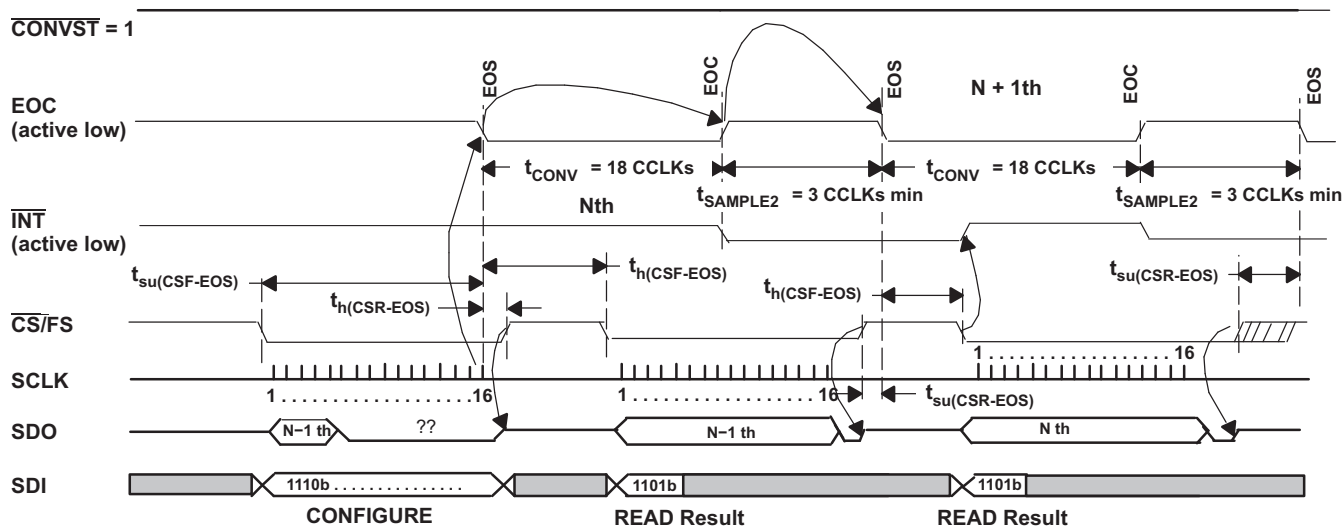 CONVST = 1
EOS
EOC
EOS
N + 1th
EOC
EOS
EOC
(active low)
tCONV = 18 CCLKs
tCONV = 18 CCLKs
tSAMPLE2 = 3 CCLKs min
tSAMPLE2 = 3 CCLKs min
Nth
INT
(active low)
tsu(CSF-EOS)
th(CSF-EOS)
tsu(CSR-EOS)
th(CSR-EOS)
th(CSF-EOS)
CS/FS
1 . . . . . . . . . . . . . . . . . . . . . 16
SCLK
1 . . . . . . . . . . . . . . . . . . . . . 16
1 . . . . . . . . . . . . . . . . . . . . . 16
tsu(CSR-EOS)
SDO
N−1 th
??
N−1 th
N th
SDI
1110b . . . . . . . . . . . . . . .
1101b
1101b
CONFIGURE
READ Result
READ Result